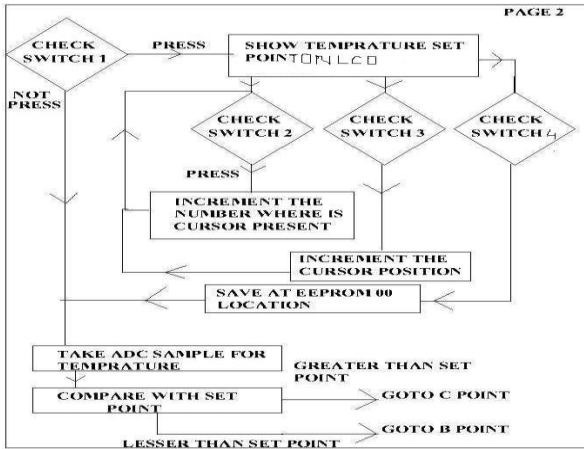 PAGE 2
CHECK
SWITCH 1
PRESS
SHOW TEMPRATURE SET
POINT
NOT
PRESS
CHECK
SWITCH 2
CHECK
SWITCH 3
CHECK
SWITCH 4
PRESS
INCREMENT THE
NUMBER WHERE IS
CURSOR PRESENT
INCREMENT THE
CURSOR POSITION
SAVE AT EEPROM 00
LOCATION
TAKE ADC SAMPLE FOR
TEMPRATURE
GREATER THAN SET
POINT
COMPARE WITH SET
POINT
GOTO C POINT
GOTO B POINT
LESSER THAN SET POINT